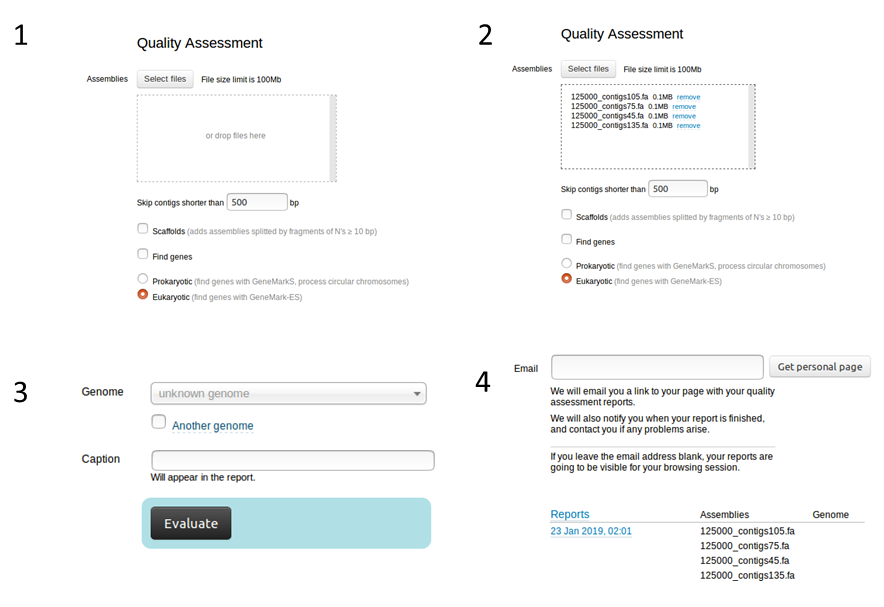 1
Quality Assessment
Assemblies Select files File size limit is 100Mb
or drop files here
Skip contigs shorter than 500 bp
Scaffolds (adds assemblies splitted by fragments of N's ≥ 10 bp)
Find genes
Prokaryotic (find genes with GeneMarkS, process circular chromosomes)
Eukaryotic (find genes with GeneMark-ES)
2
Quality Assessment
Assemblies Select files File size limit is 100Mb
125000_contigs105.fa 0.1MB remove
125000_contigs75.fa 0.1MB remove
125000_contigs45.fa 0.1MB remove
125000_contigs135.fa 0.1MB remove
Skip contigs shorter than 500 bp
Scaffolds (adds assemblies splitted by fragments of N's ≥ 10 bp)
Find genes
Prokaryotic (find genes with GeneMarkS, process circular chromosomes)
Eukaryotic (find genes with GeneMark-ES)
3
Genome unknown genome
Another genome
Caption
Will appear in the report.
Evaluate
4
Email Get personal page
We will email you a link to your page with your quality
assessment reports.
We will also notify you when your report is finished,
and contact you if any problems arise.
If you leave the email address blank, your reports are
going to be visible for your browsing session.
Reports Assemblies Genome
23 Jan 2019, 02:01 125000_contigs105.fa
125000_contigs75.fa
125000_contigs45.fa
125000_contigs135.fa